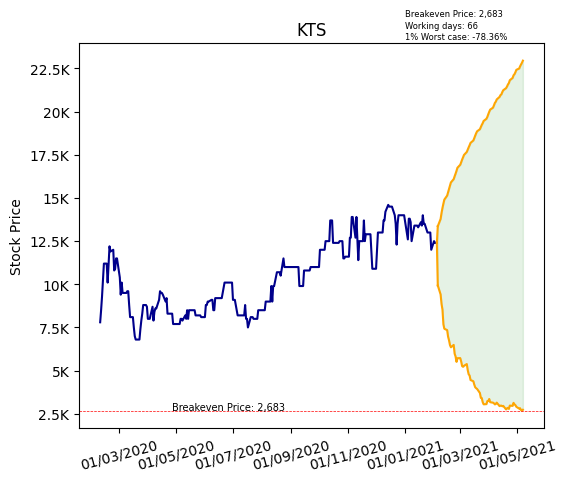 Breakeven Price: 2,683
Working days: 66
1% Worst case: -78.36%
KTS
Stock Price
22.5K
20K
17.5K
15K
12.5K
10K
7.5K
5K
2.5K
Breakeven Price: 2,683
01/03/2020
01/05/2020
01/07/2020
01/09/2020
01/11/2020
01/01/2021
01/03/2021
01/05/2021